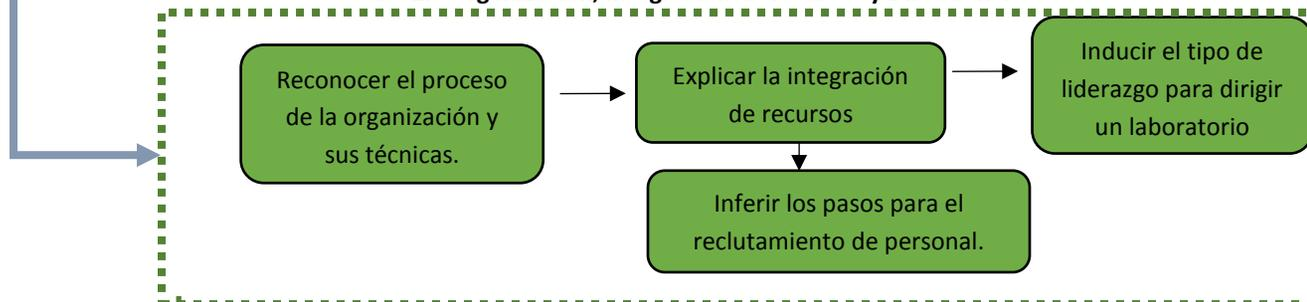 Reconocer el proceso
de la organización y
sus técnicas.
Explicar la integración
de recursos
Inducir el tipo de
liderazgo para dirigir
un laboratorio
Inferir los pasos para el
reclutamiento de personal.